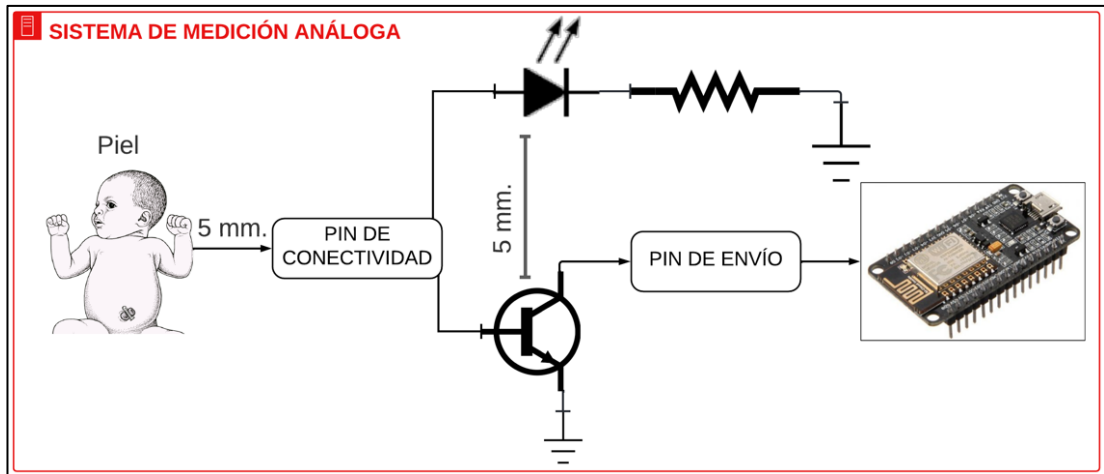 SISTEMA DE MEDICIÓN ANÁLOGA
Piel
5 mm.
PIN DE
CONECTIVIDAD
5 mm.
PIN DE ENVÍO